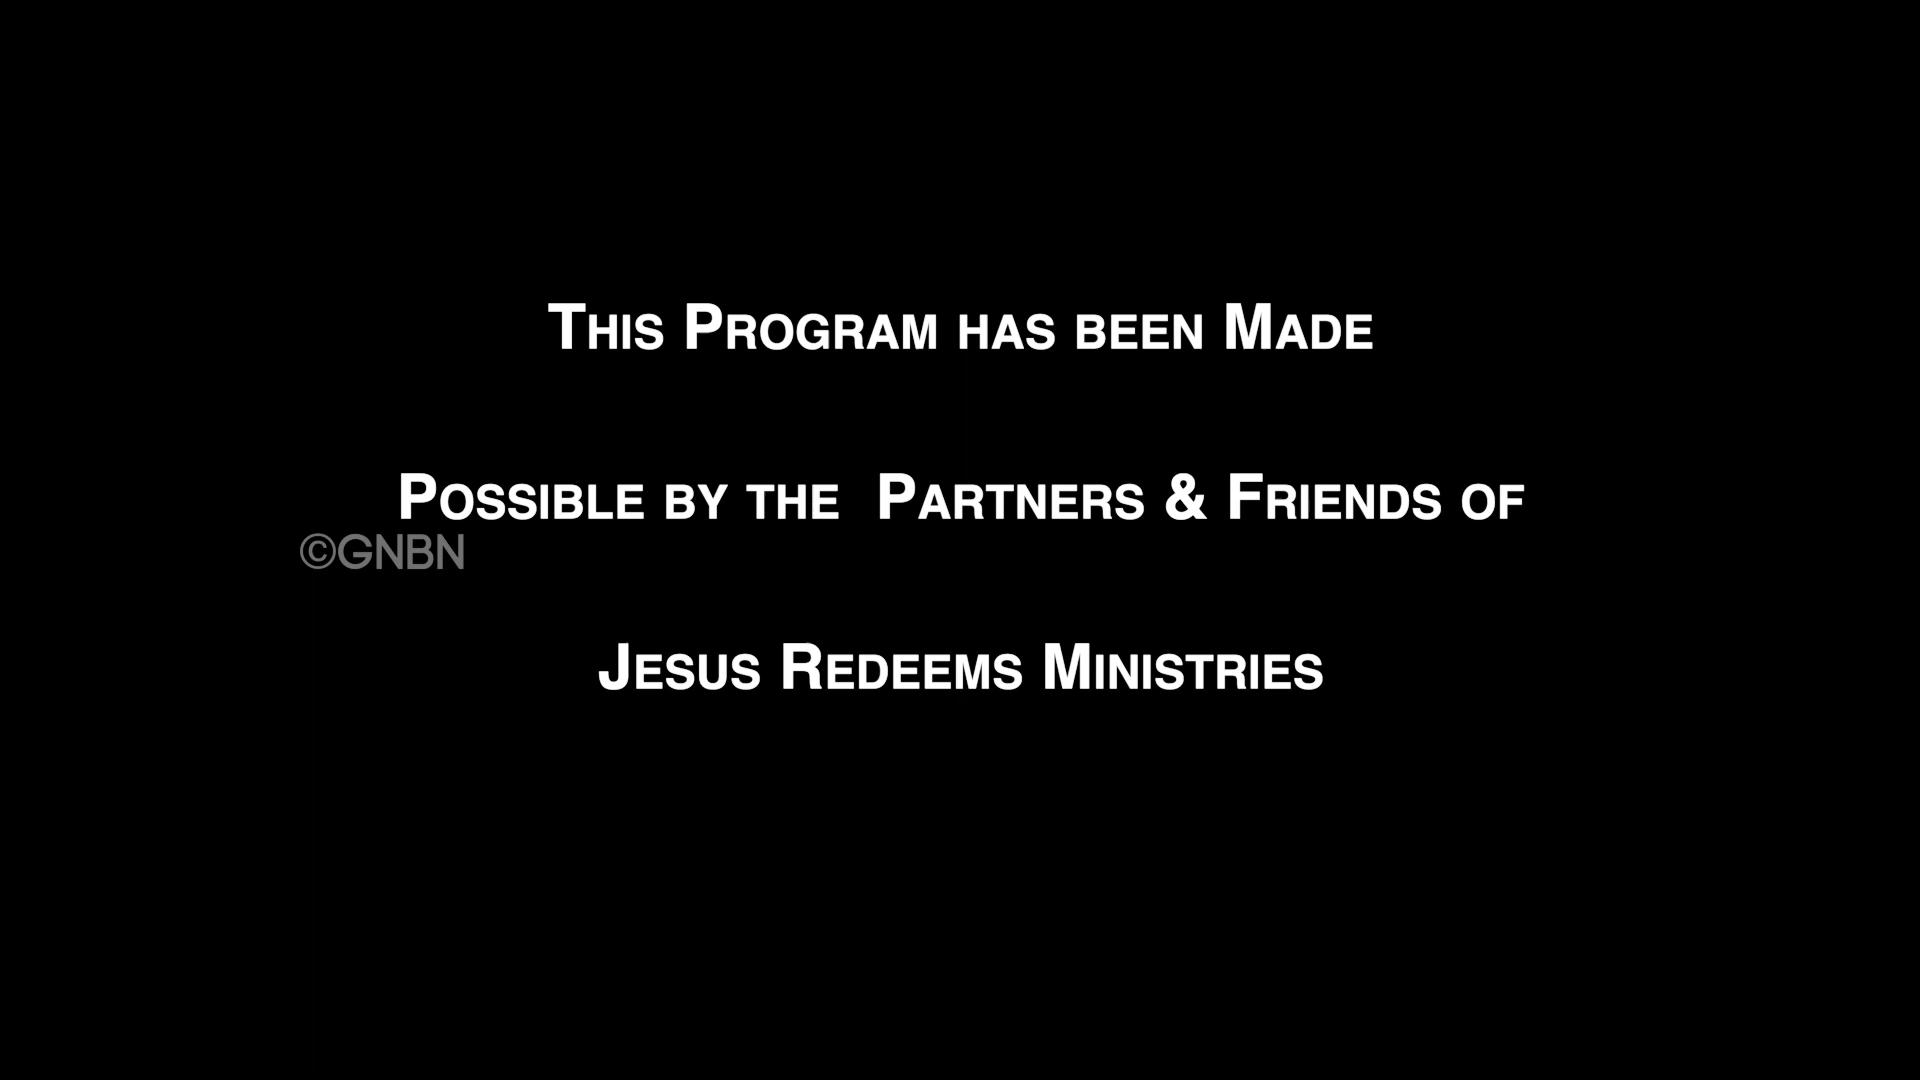 This Program has been Made
Possible by the  Partners & Friends of
©GNBN
Jesus Redeems Ministries